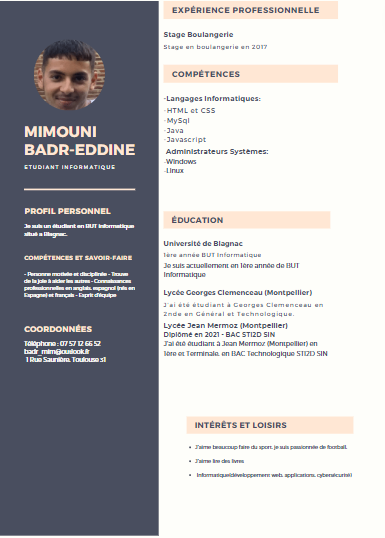 MIMOUNI
BADR-EDDINE
ETUDIANT INFORMATIQUE
PROFIL PERSONNEL
Je suis un étudiant en BUT Informatique
situé a Blagnac.
COMPÉTENCES ET SAVOIR-FAIRE
- Personne motivée et disciplinée - Trouve
de la joie à aider les autres - Connaissances
professionnelles en anglais, espagnol (nés en
Espagne) et français - Esprit d'équipe
COORDONNÉES
Téléphone : 07 57 12 66 52
badr_mim@outlook.fr
1 Rue Saunière, Toulouse 31
EXPÉRIENCE PROFESSIONNELLE
Stage Boulangerie
Stage en boulangerie en 2017
COMPÉTENCES
-Langages Informatiques:
-HTML et CSS
-MySql
-Java
-Javascript
Administrateurs Systèmes:
-Windows
-Linux
ÉDUCATION
Université de Blagnac
1ère année BUT Informatique
Je suis actuellement en 1ère année de BUT
Informatique
Lycée Georges Clemenceau (Montpellier)
J'ai été étudiant à Georges Clemenceau en
2nde en Général et Technologique.
Lycée Jean Mermoz (Montpellier)
Diplômé en 2021 - BAC STI2D SIN
J'ai été étudiant à Jean Mermoz (Montpellier) en
1ère et Terminale, en BAC Technologique STI2D SIN
INTÉRÊTS ET LOISIRS
• J'aime beaucoup faire du sport, je suis passionnée de football.
• J'aime lire des livres
• Informatique(développement web, applications, cybersécurité)